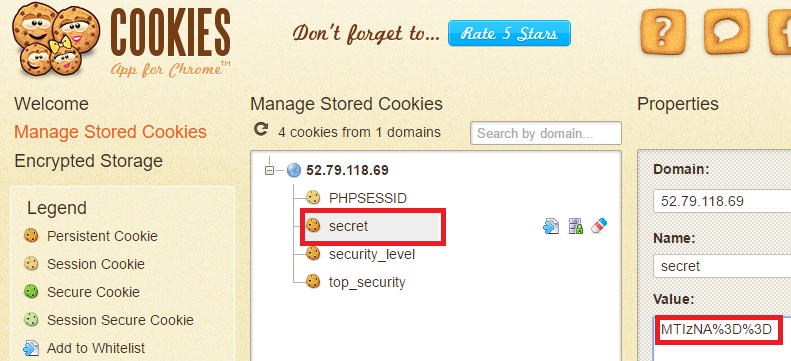 COOKIES
App for Chrome™
Don't forget to...
Rate 5 Stars
Welcome
Manage Stored Cookies
Encrypted Storage
Legend
Persistent Cookie
Session Cookie
Secure Cookie
Session Secure Cookie
Add to Whitelist
Manage Stored Cookies
4 cookies from 1 domains
Search by domain...
52.79.118.69
PHPSESSID
secret
security_level
top_security
Properties
Domain:
52.79.118.69
Name:
secret
Value:
MTIzNA%3D%3D